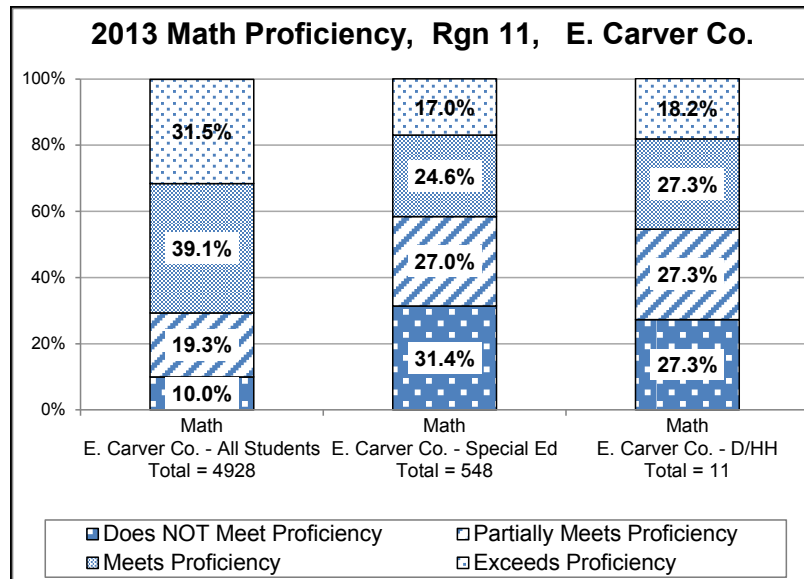 2013 Math Proficiency, Rgn 11, E. Carver Co.
100%
80%
60%
40%
20%
0%
31.5%
39.1%
19.3%
10.0%
17.0%
24.6%
27.0%
31.4%
18.2%
27.3%
27.3%
27.3%
Math
E. Carver Co. - All Students
Total = 4928
Math
E. Carver Co. - Special Ed
Total = 548
Math
E. Carver Co. - D/HH
Total = 11
Does NOT Meet Proficiency
Partially Meets Proficiency
Meets Proficiency
Exceeds Proficiency